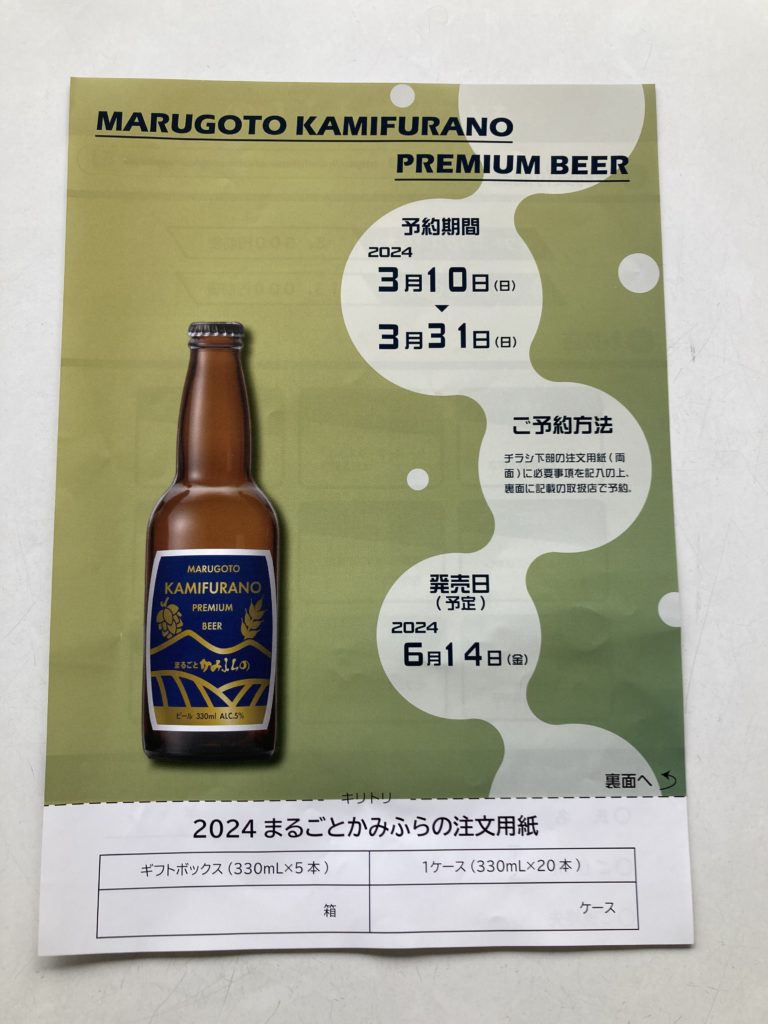 MARUGOTO KAMIFURANO
PREMIUM BEER
予約期間
2024
3月10日(日)
3月31日(日)
ご予約方法
チラシ下部の注文用紙(両
面)に必要事項を記入の上、
裏面に記載の取扱店で予約。
発売日
(予定)
2024
6月14日(金)
MARUGOTO
KAMIFURANO
PREMIUM
BEER
まるごとかみふらの
ビール 330ml ALC.5%
裏面へ
キリトリ
2024 まるごとかみふらの注文用紙
ギフトボックス(330mL×5本) 1ケース(330mL×20本)
箱 ケース